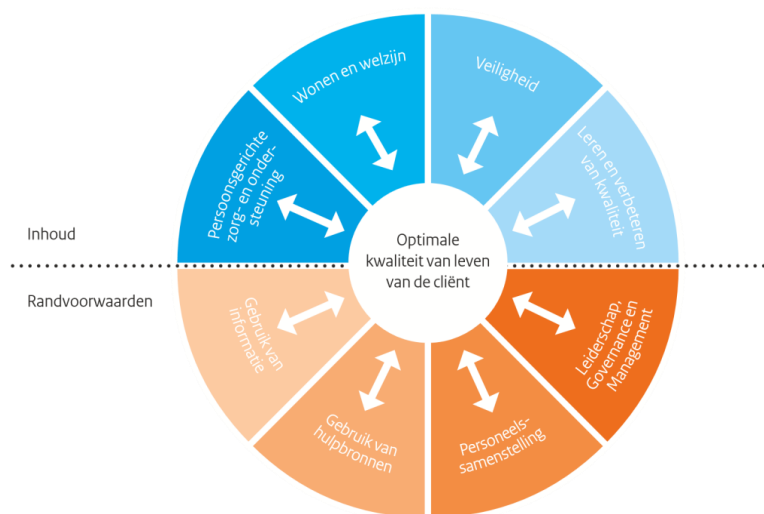 Wonen en welzijn
Veiligheid
Persoonsgerichte
zorg- en onder-
steuning
Leren en verbeteren
van kwaliteit
Inhoud
Optimale
kwaliteit van leven
van de cliënt
Randvoorwaarden
Gebruik van
informatie
Leiderschap,
Governance en
Management
Gebruik van
hulpbronnen
Personeels-
samenstelling